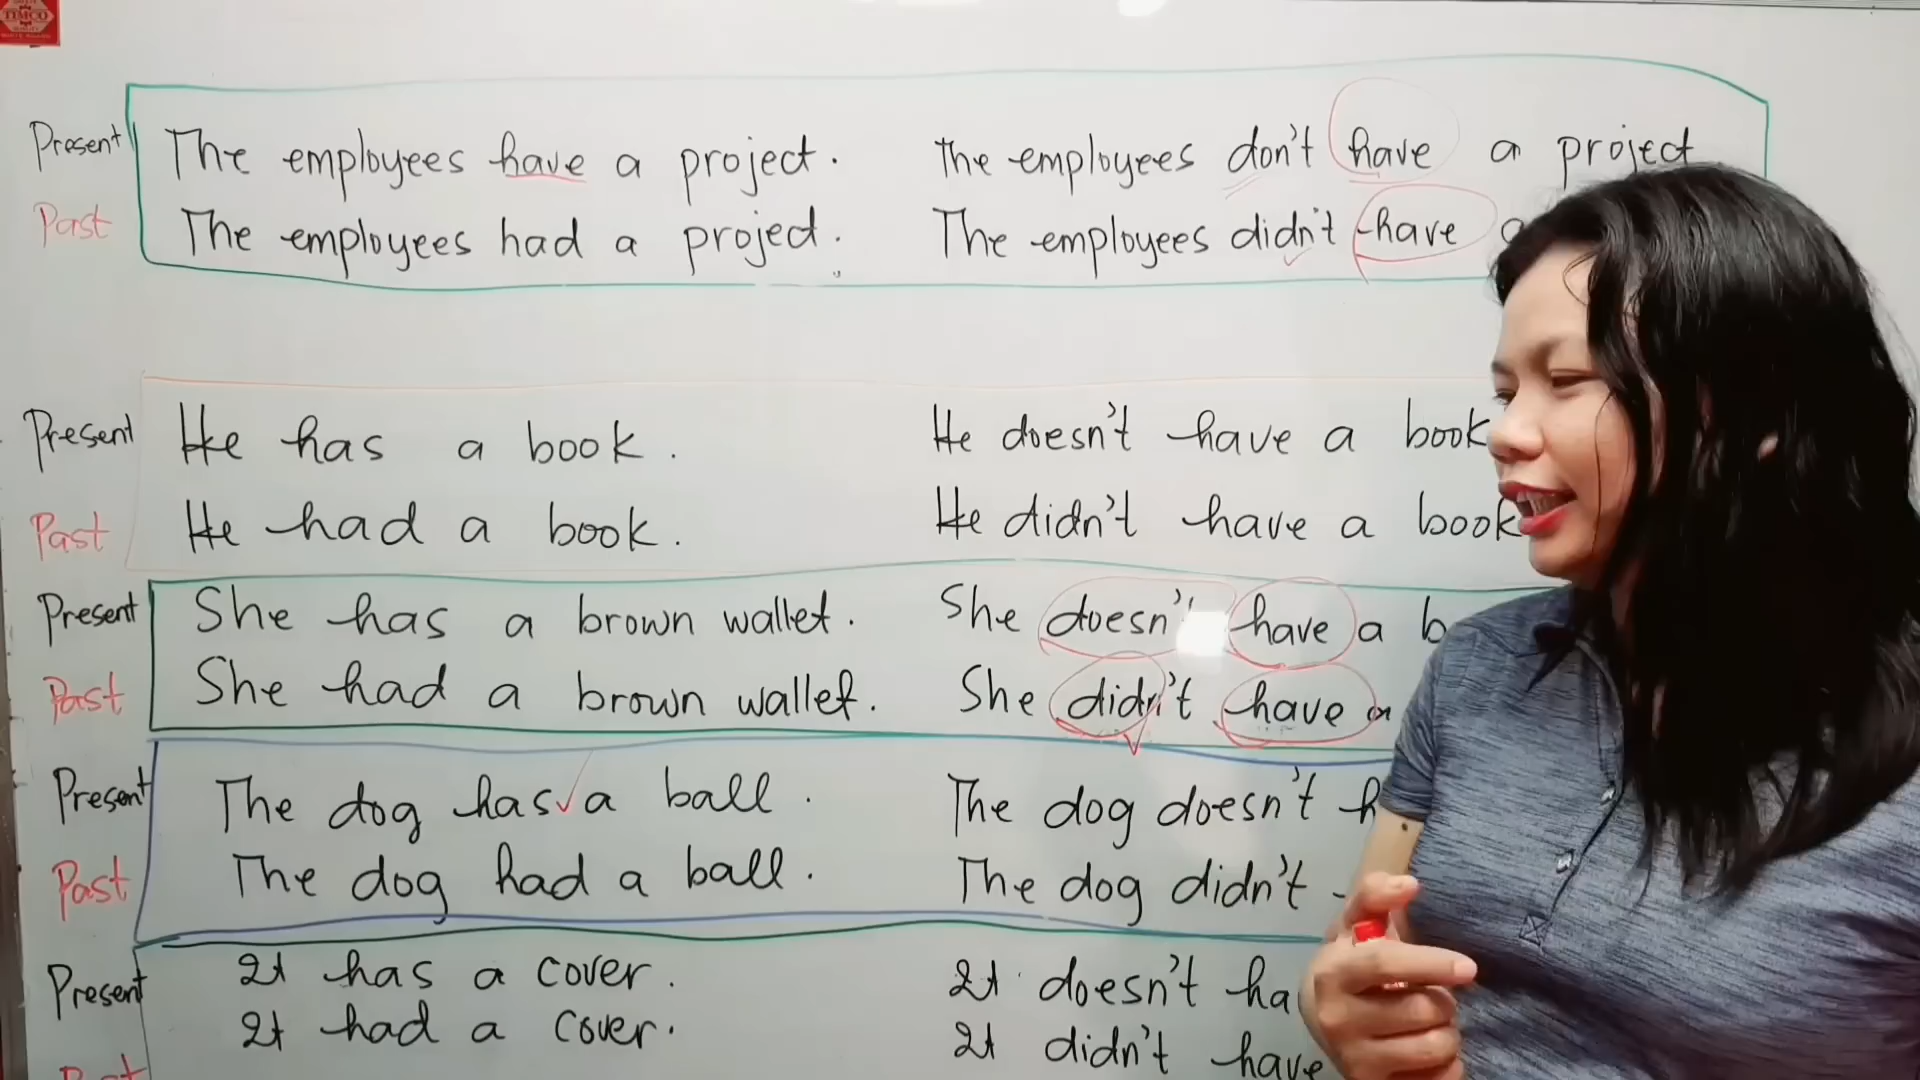 TIMCO
Present The employees have a project. The employees don't have a project
Past The employees had a project. The employees didn't have a
Present He has a book. He doesn't have a book
Past He had a book. He didn't have a book
Present She has a brown wallet. She doesn't have a b
Past She had a brown wallet. She didn't have a
Present The dog has a ball. The dog doesn't h
Past The dog had a ball. The dog didn't
Present It has a cover. It doesn't ha
Past It had a cover. It didn't have